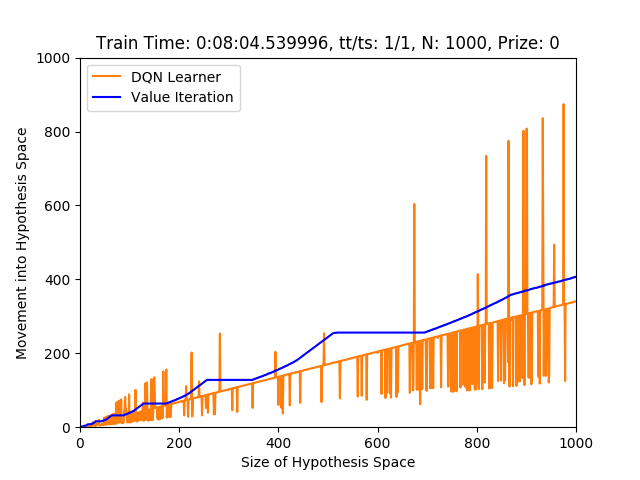 Train Time: 0:08:04.539996, tt/ts: 1/1, N: 1000, Prize: 0
DQN Learner
Value Iteration
Movement into Hypothesis Space
1000
800
600
400
200
0
0 200 400 600 800 1000
Size of Hypothesis Space